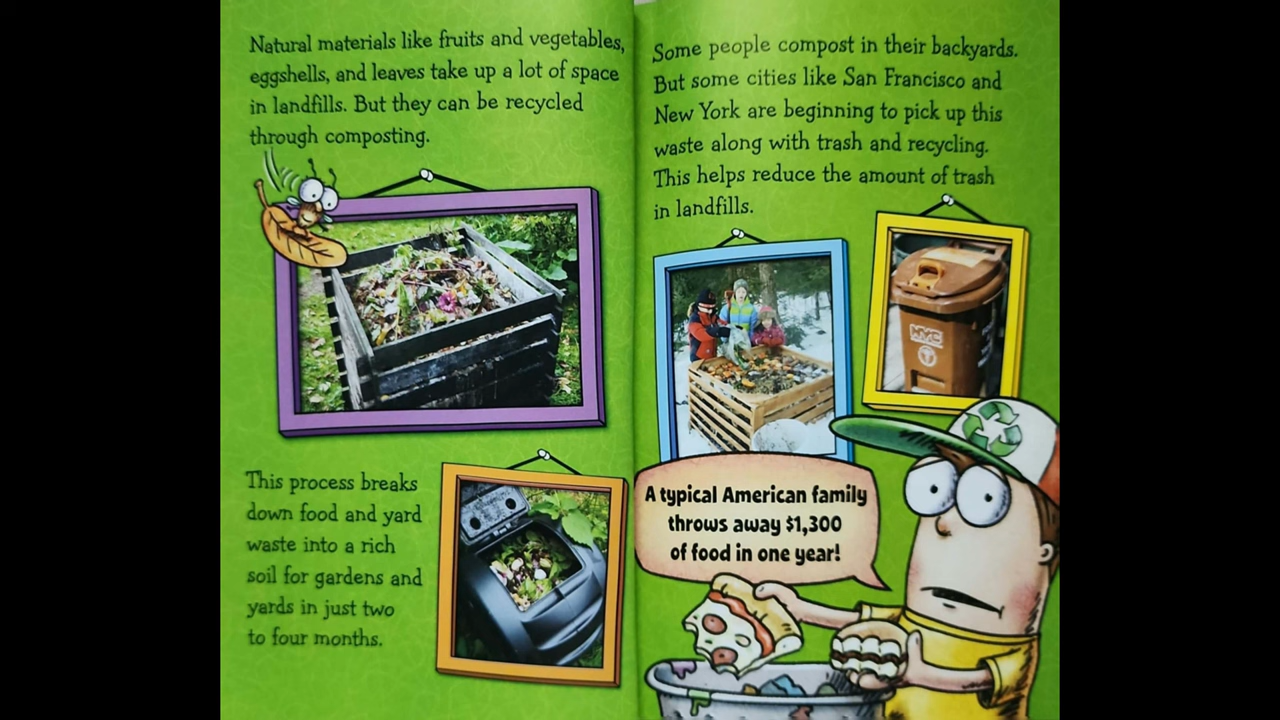 Natural materials like fruits and vegetables,
eggshells, and leaves take up a lot of space
in landfills. But they can be recycled
through composting.
This process breaks
down food and yard
waste into a rich
soil for gardens and
yards in just two
to four months.
Some people compost in their backyards.
But some cities like San Francisco and
New York are beginning to pick up this
waste along with trash and recycling.
This helps reduce the amount of trash
in landfills.
NYC
A typical American family
throws away $1,300
of food in one year!